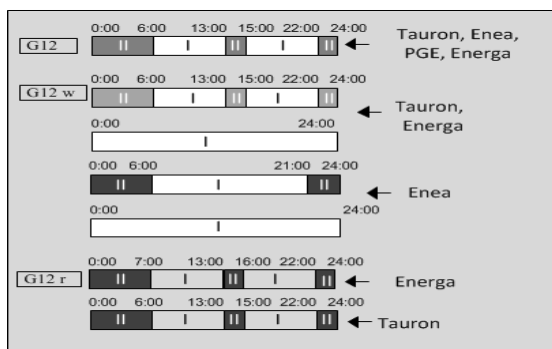 0:00 6:00 13:00 15:00 22:00 24:00
G12 II I II I II Tauron, Enea,
PGE, Energa
0:00 6:00 13:00 15:00 22:00 24:00
G12 w II I II I II
Tauron,
Energa
0:00 24:00
I
0:00 6:00 21:00 24:00
II I II Enea
0:00 24:00
I
0:00 7:00 13:00 16:00 22:00 24:00
G12 r II I II I II Energa
0:00 6:00 13:00 15:00 22:00 24:00
II I II I II Tauron